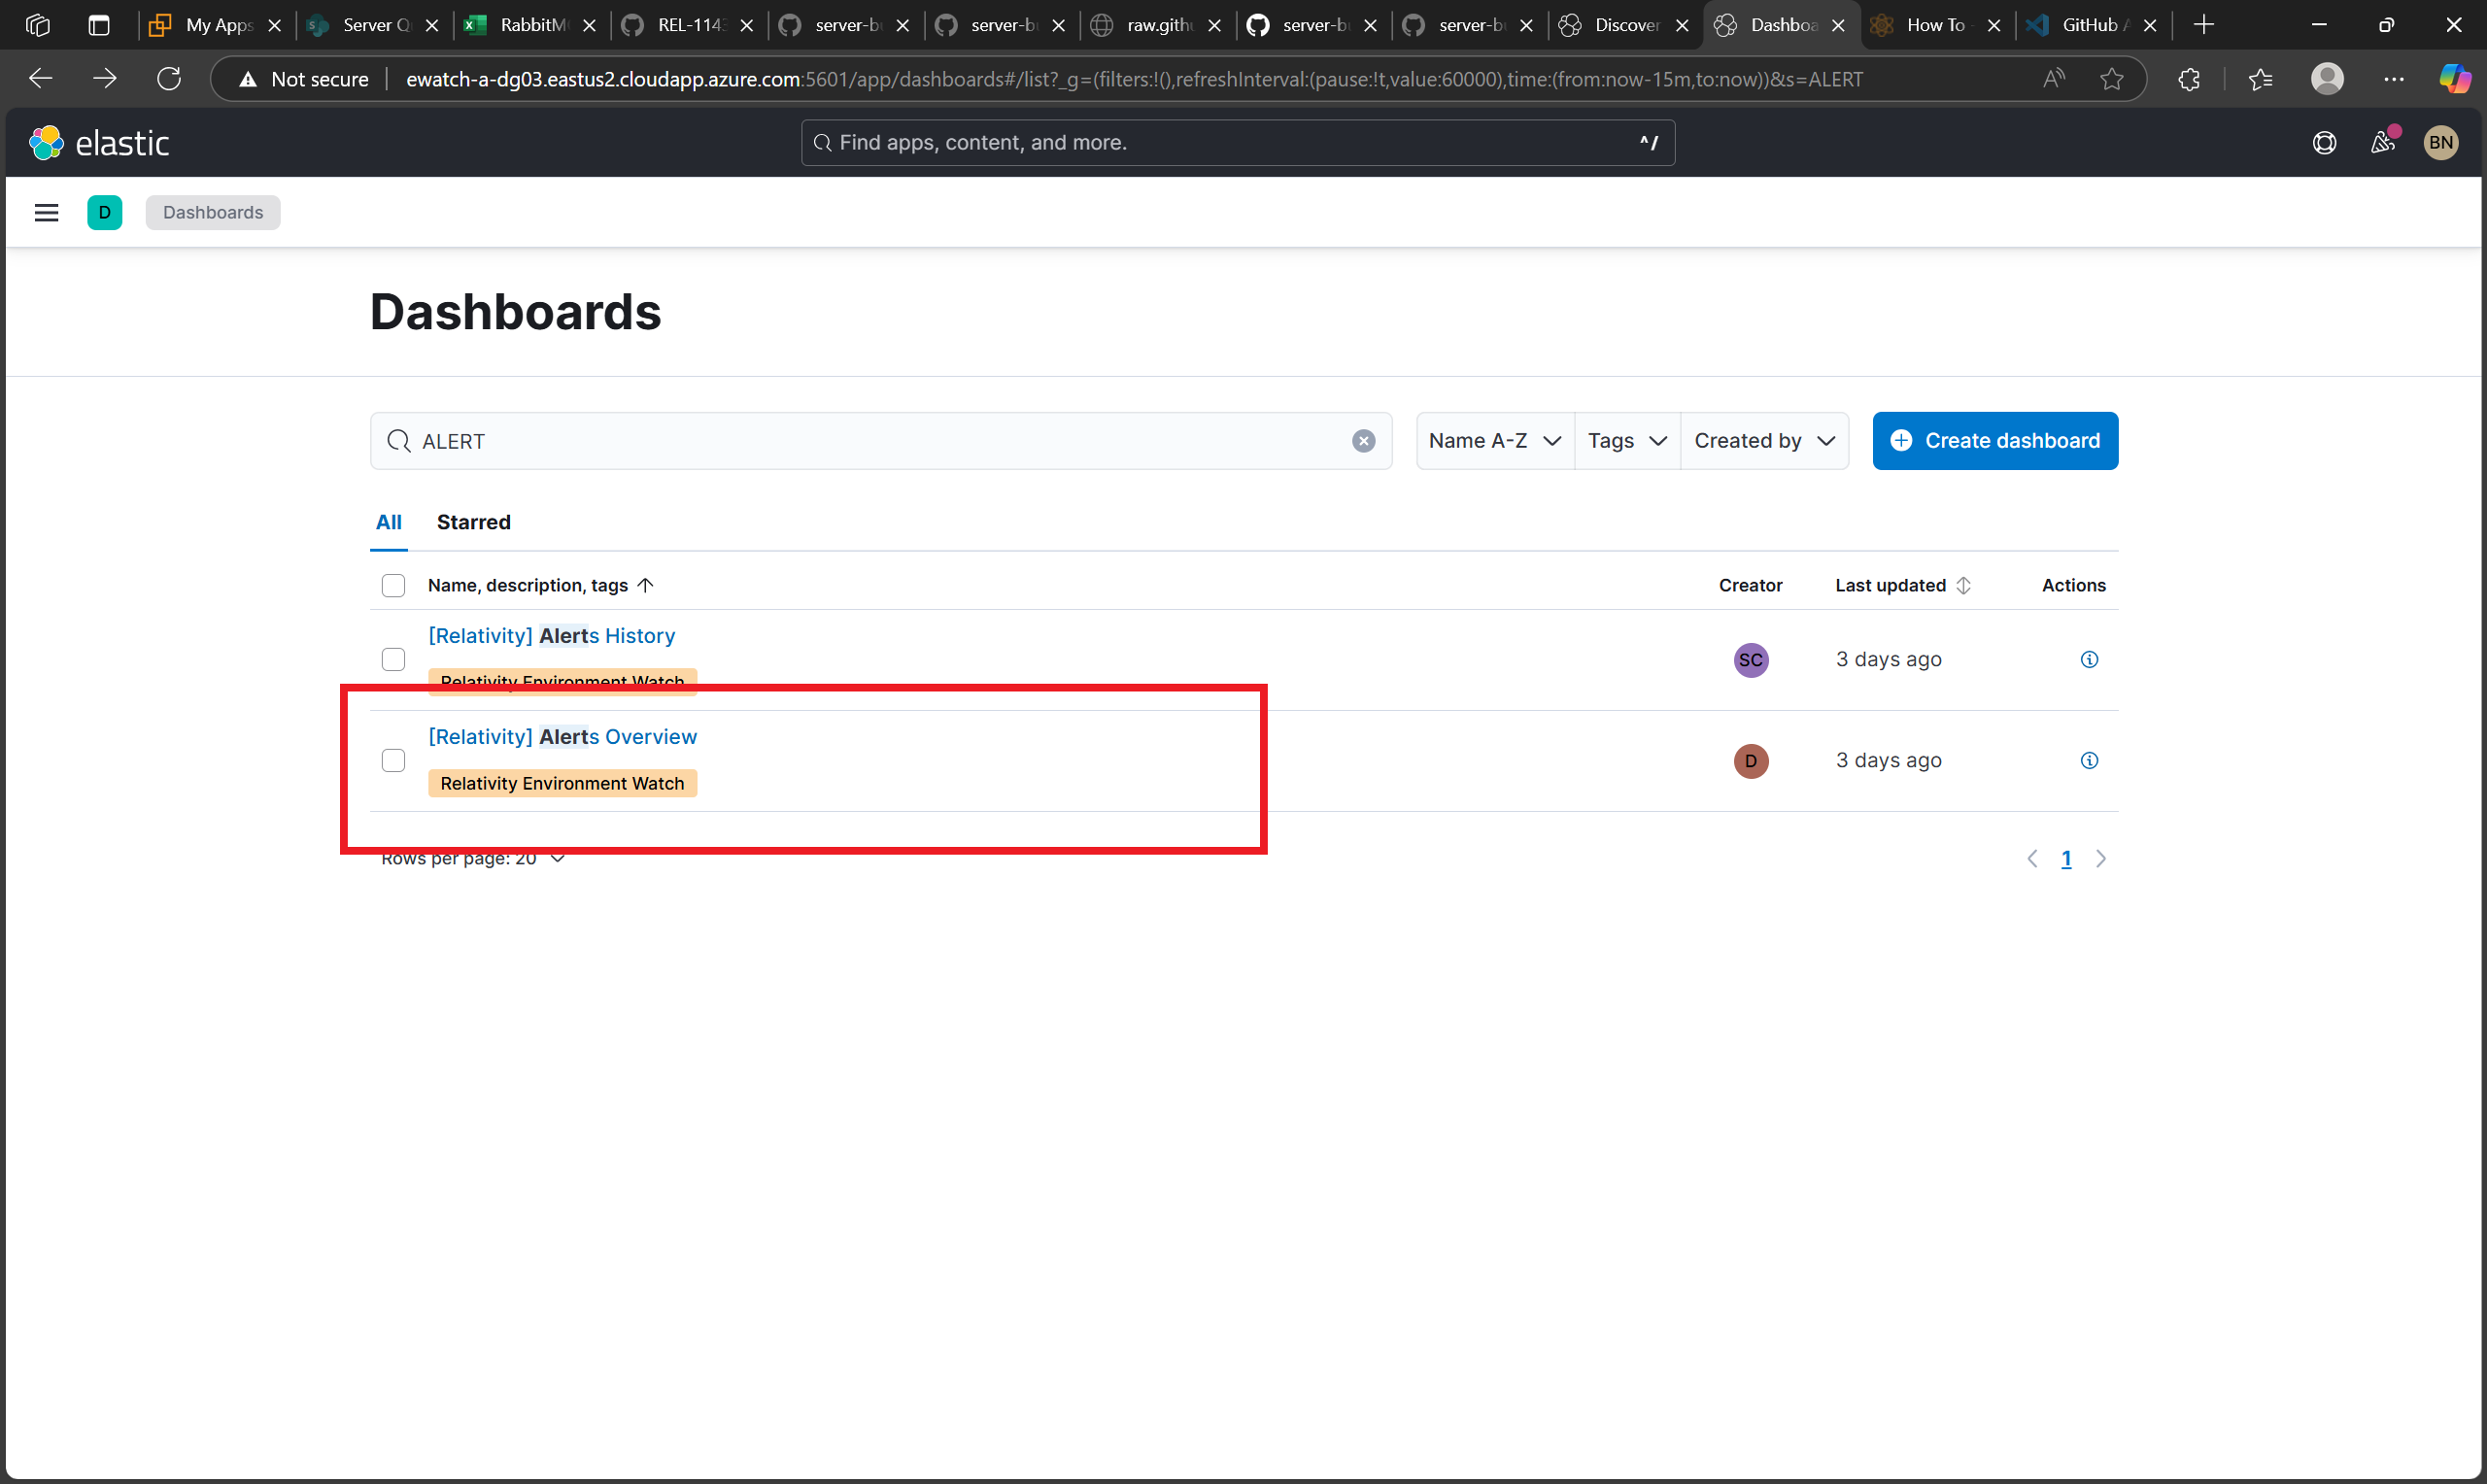 My Apps
Server Q
RabbitM
REL-1143
server-b
server-b
raw.gith
server-b
server-b
Discover
Dashboa
How To
GitHub A
Not secure
ewatch-a-dg03.eastus2.cloudapp.azure.com:5601/app/dashboards#/list?_g=(filters:!(),refreshInterval:(pause:!t,value:60000),time:(from:now-15m,to:now))&s=ALERT
elastic
Find apps, content, and more.
^/
BN
D
Dashboards
Dashboards
ALERT
Name A-Z
Tags
Created by
Create dashboard
All
Starred
Name, description, tags
Creator
Last updated
Actions
[Relativity] Alerts History
SC
3 days ago
Relativity Environment Watch
[Relativity] Alerts Overview
D
3 days ago
Relativity Environment Watch
Rows per page: 20
1